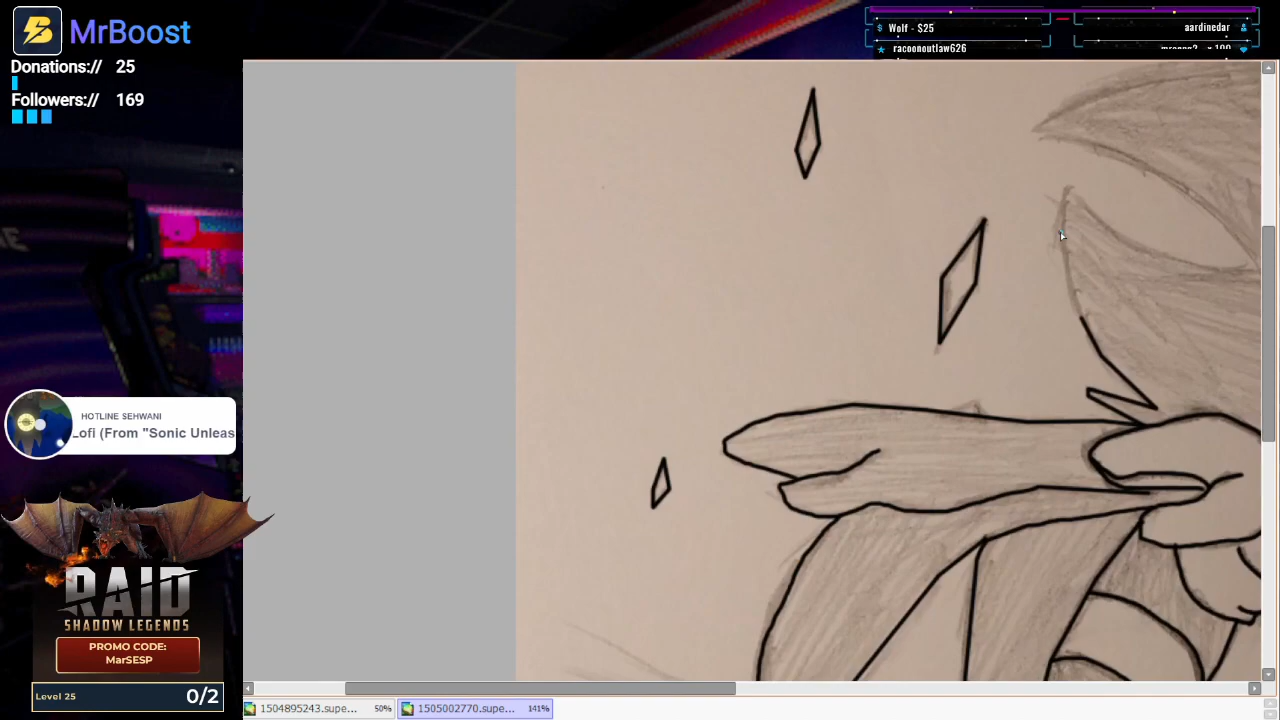 MrBoost
Donations:// 25
Followers:// 169
Wolf - $25
aardinedar
racoonoutlaw626
x 100
HOTLINE SEHWANI
Lofi (From "Sonic Unleas
RAID
SHADOW LEGENDS
PROMO CODE:
MarSESP
Level 25
0/2
1504895243.supe... 50%
1505002770.supe... 141%